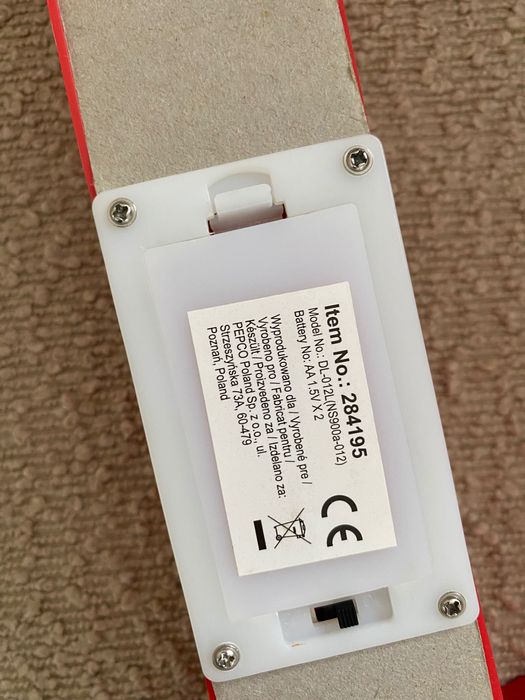 Item No.: 284195
Model No.: DL-012L(NS900a-012)
Battery No: AA 1.5V X 2
Wyprodukowano dla / Vyrobené pre /
Vyrobeno pro / Fabricat pentru /
Készült / Proizvedeno za / Izdelano za:
PEPCO Poland Sp. z o.o., ul.
Strzeszyńska 73A, 60-479
Poznań, Poland
CE